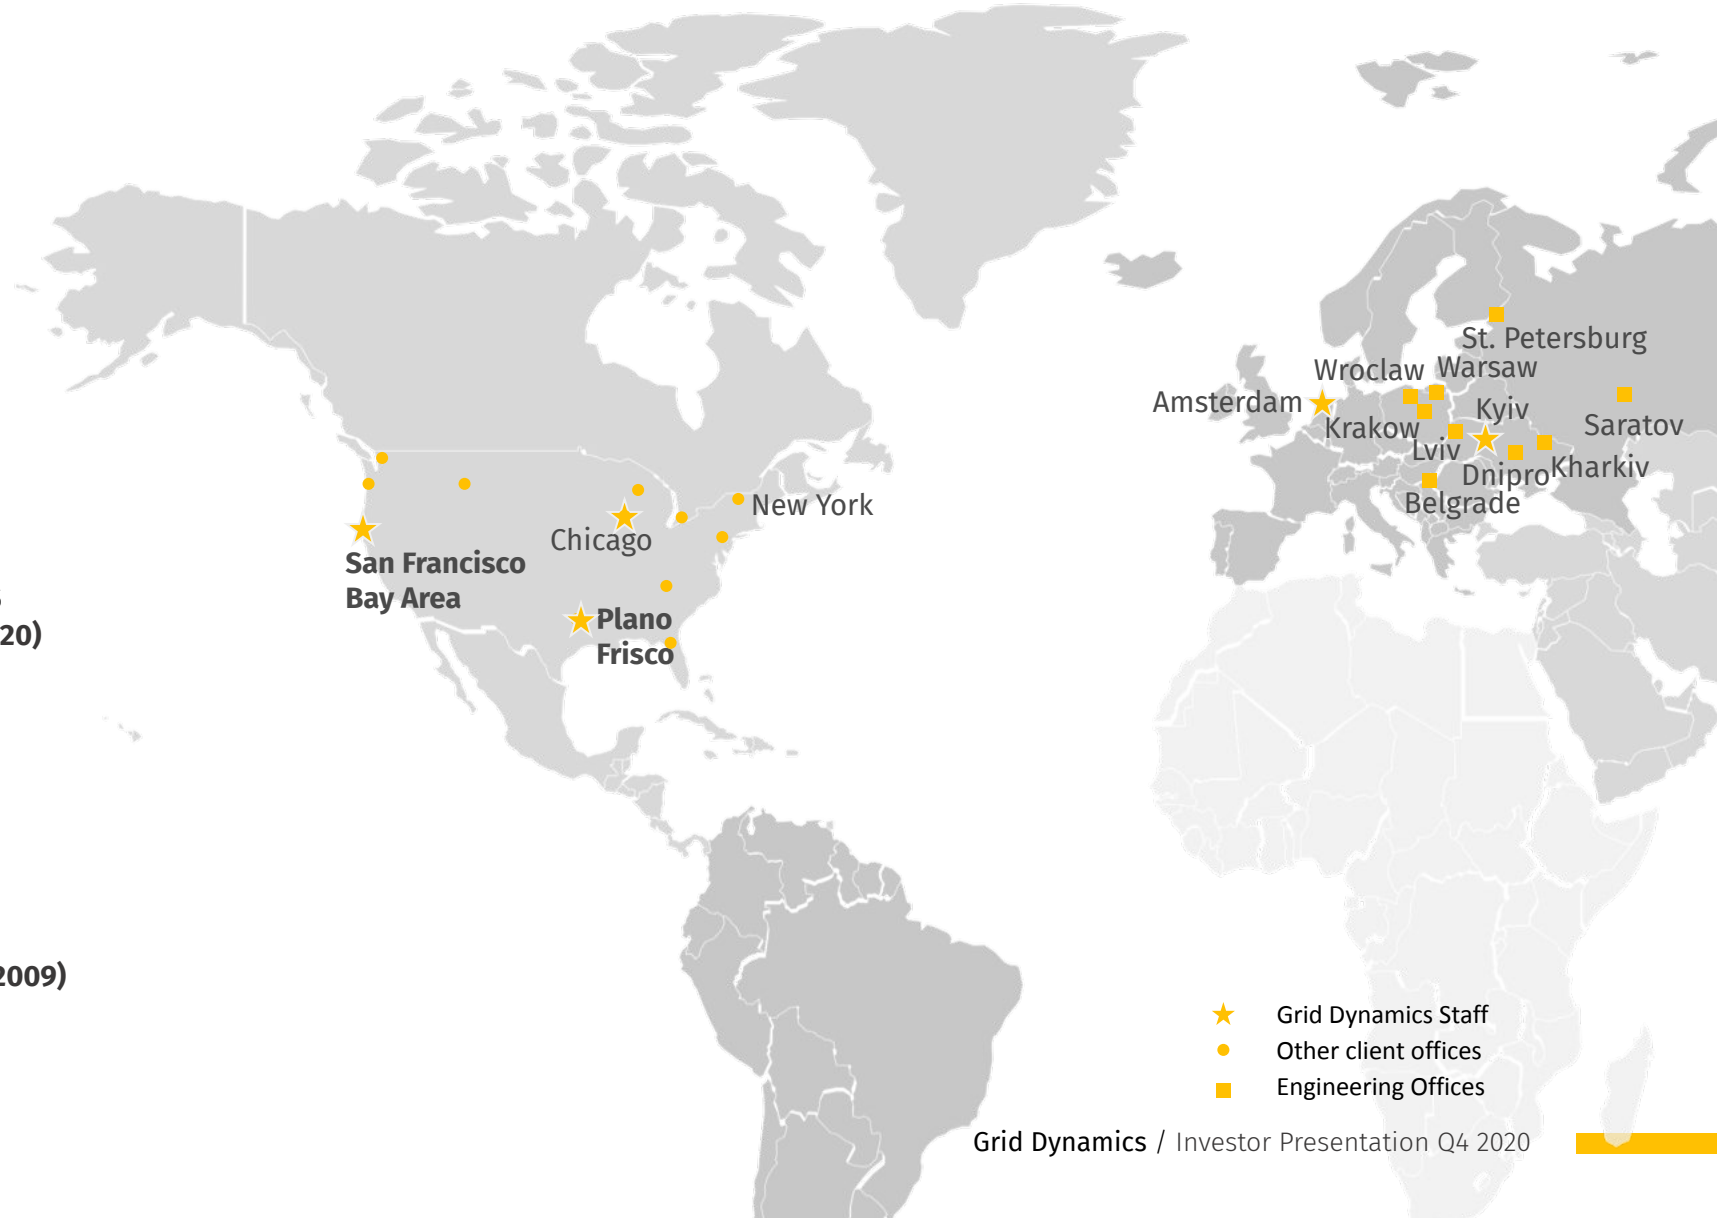 St. Petersburg
Wroclaw
Warsaw
Amsterdam
Kyiv
Krakow
Saratov
Lviv
Dnipro
Kharkiv
Belgrade
New York
Chicago
San Francisco
Bay Area
Plano
Frisco
20)
2009)
Grid Dynamics Staff
Other client offices
Engineering Offices
Grid Dynamics / Investor Presentation Q4 2020